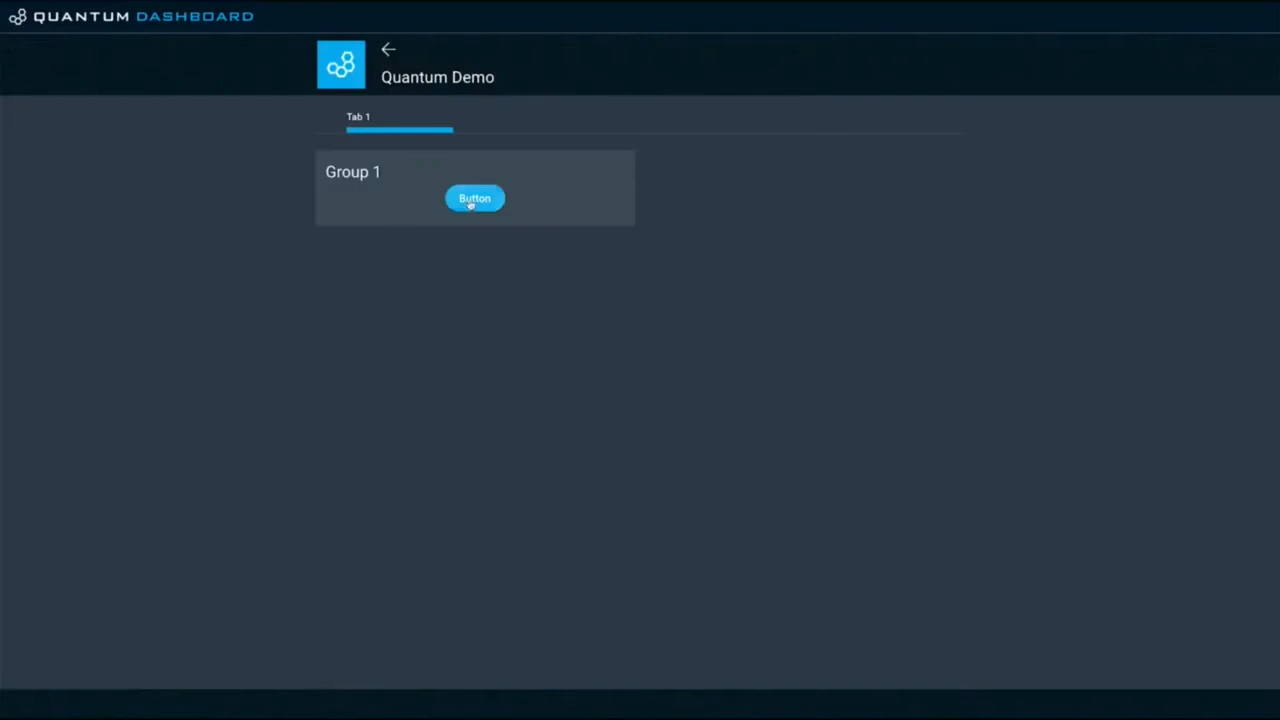 QUANTUM DASHBOARD
Quantum Demo
Tab 1
Group 1
Button